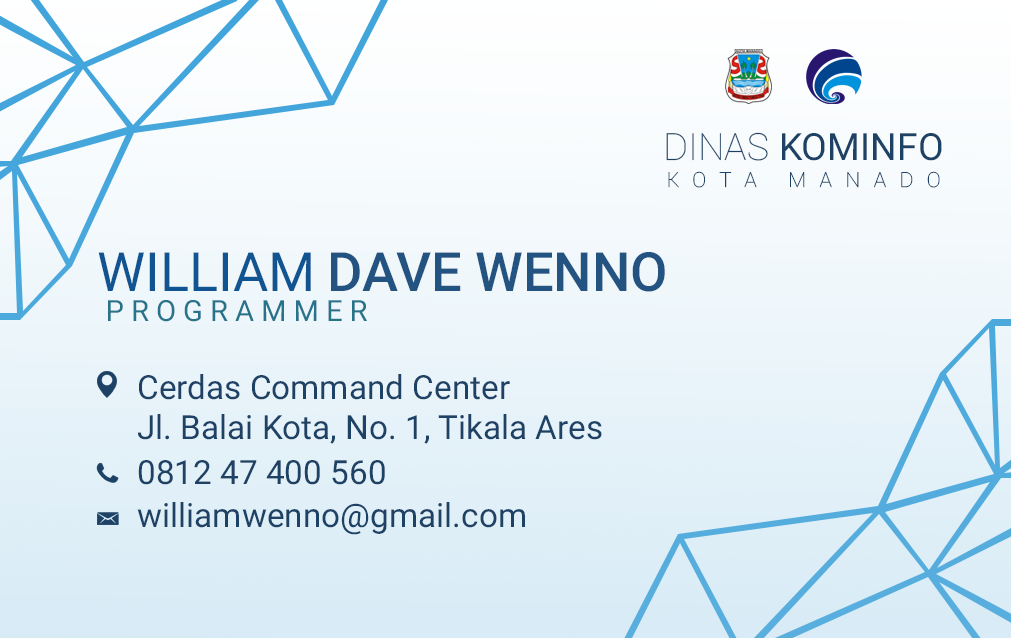 DINAS KOMINFO
KOTA MANADO
WILLIAM DAVE WENNO
PROGRAMMER
Cerdas Command Center
Jl. Balai Kota, No. 1, Tikala Ares
0812 47 400 560
williamwenno@gmail.com